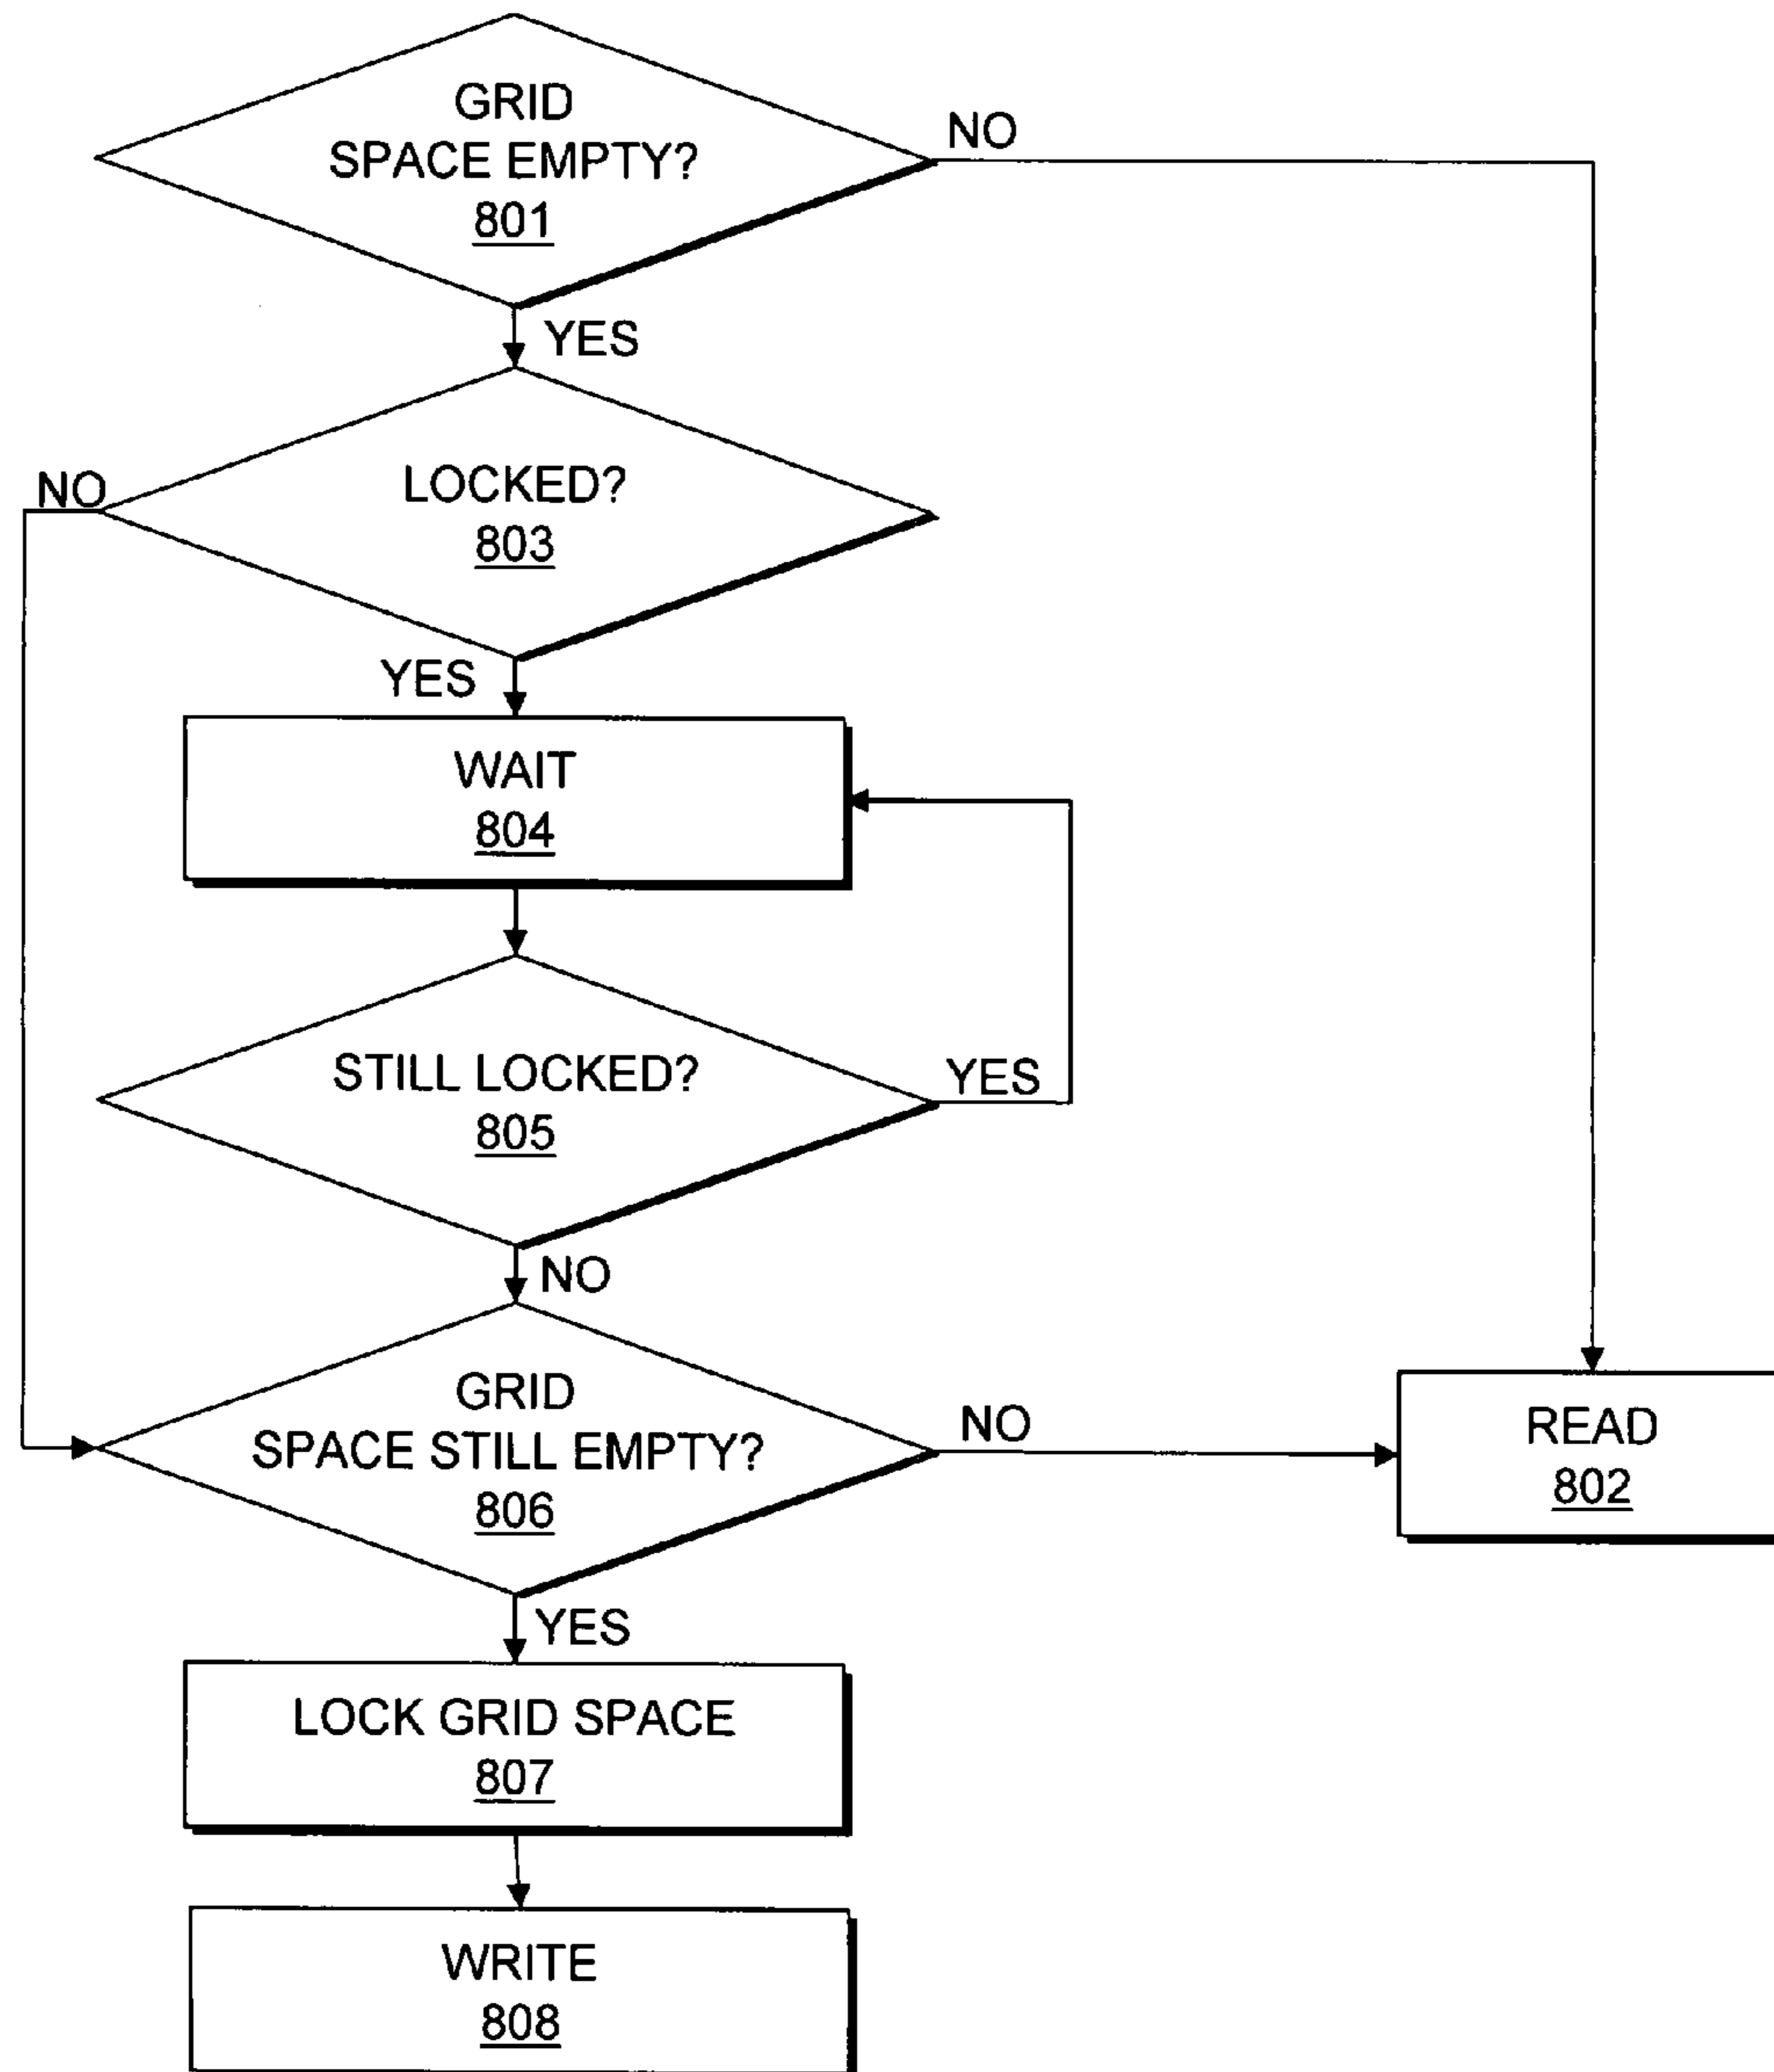 GRID
SPACE EMPTY?
801
NO
YES
LOCKED?
803
NO
YES
WAIT
804
STILL LOCKED?
805
YES
NO
GRID
SPACE STILL EMPTY?
806
NO
READ
802
YES
LOCK GRID SPACE
807
WRITE
808